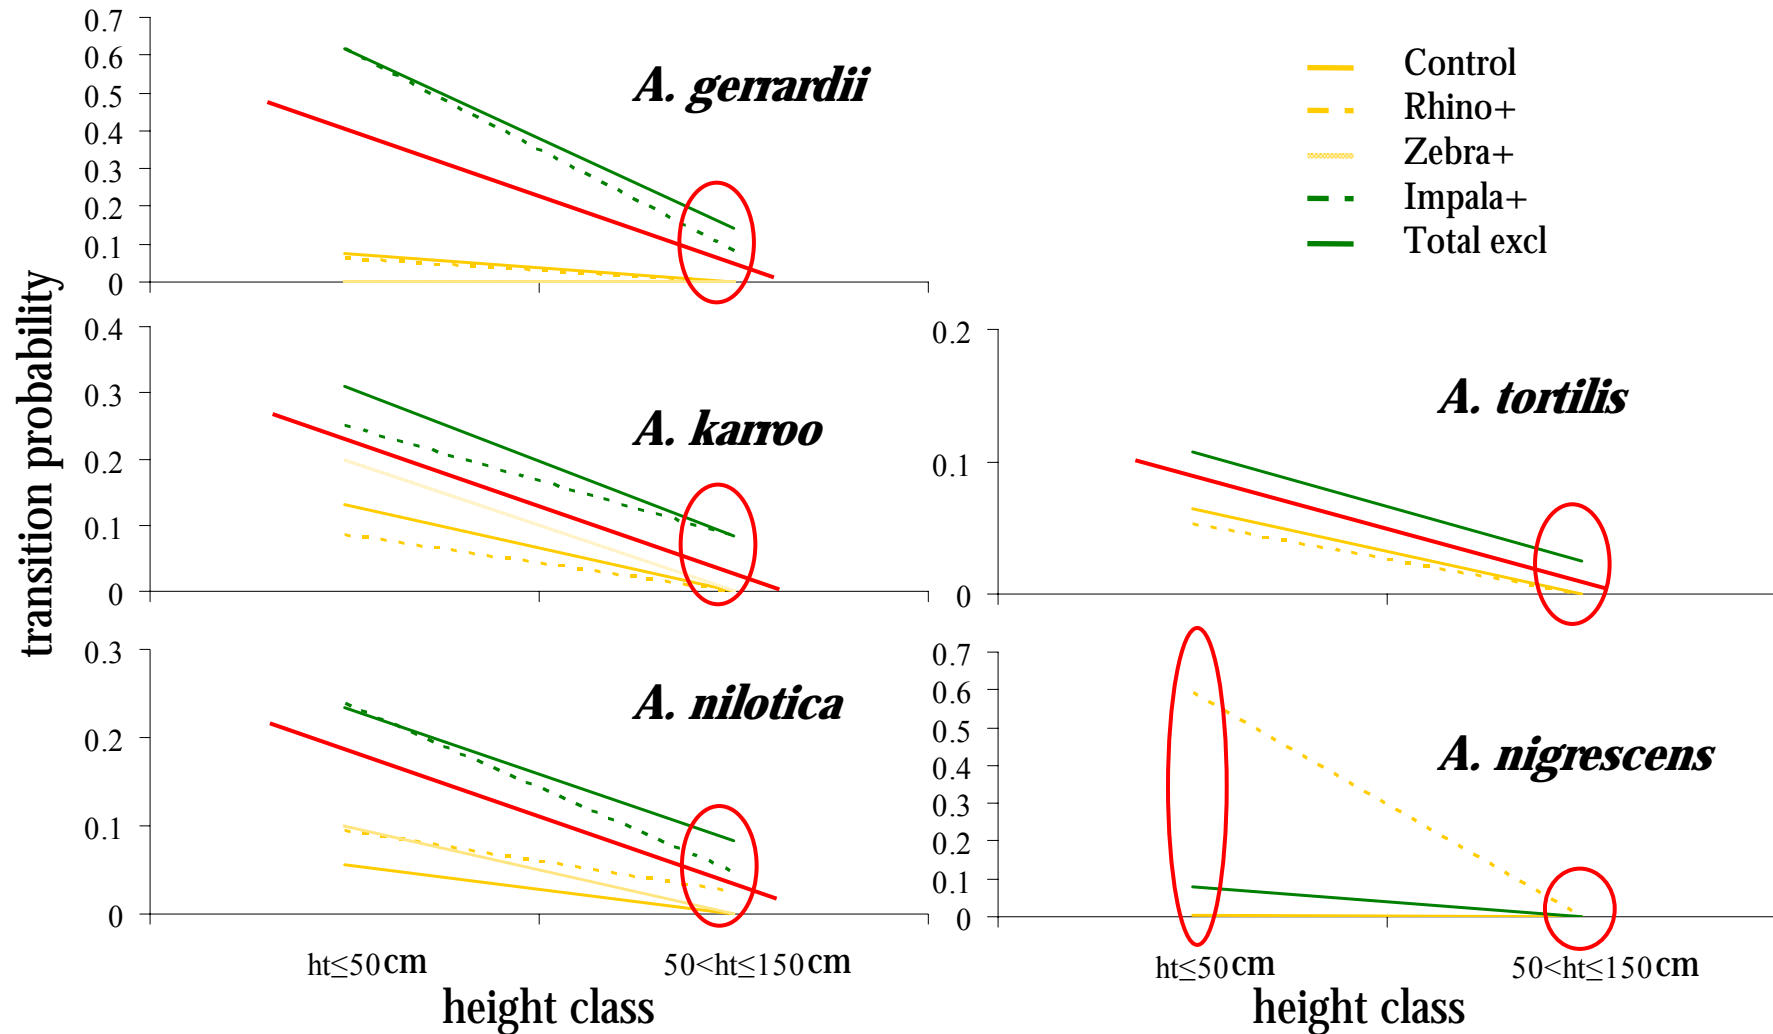 transition probability
0.7
0.6
0.5
0.4
0.3
0.2
0.1
0
A. gerrardii
Control
Rhino+
Zebra+
Impala+
Total excl
0.4
0.3
0.2
0.1
0
A. karroo
0.2
0.1
0
A. tortilis
0.3
0.2
0.1
0
A. nilotica
ht≤50cm
50<ht≤150cm
height class
0.7
0.6
0.5
0.4
0.3
0.2
0.1
0
A. nigrescens
ht≤50cm
50<ht≤150cm
height class